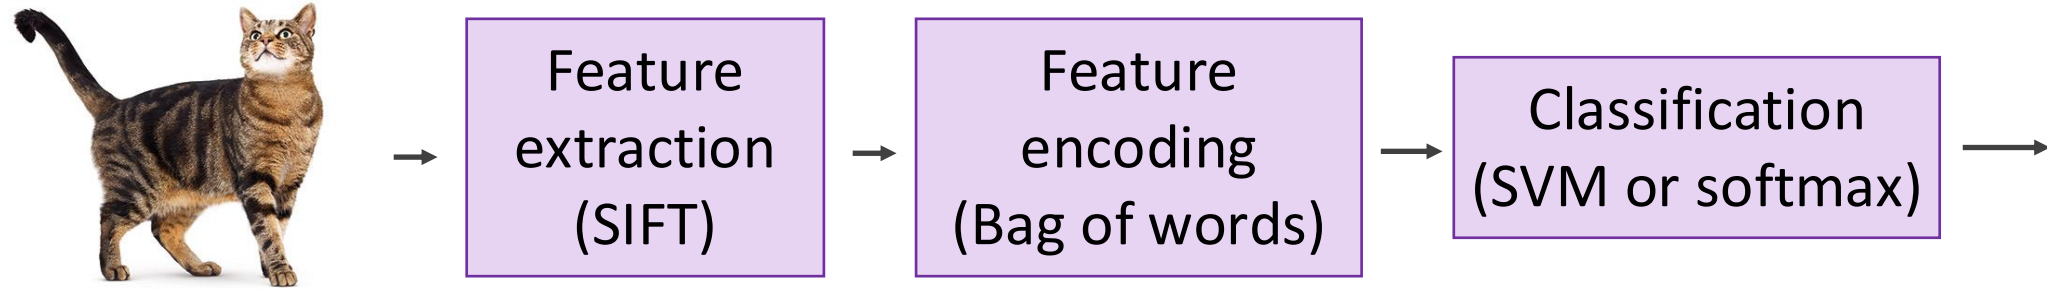 Feature
extraction
(SIFT)
Feature
encoding
(Bag of words)
Classification
(SVM or softmax)